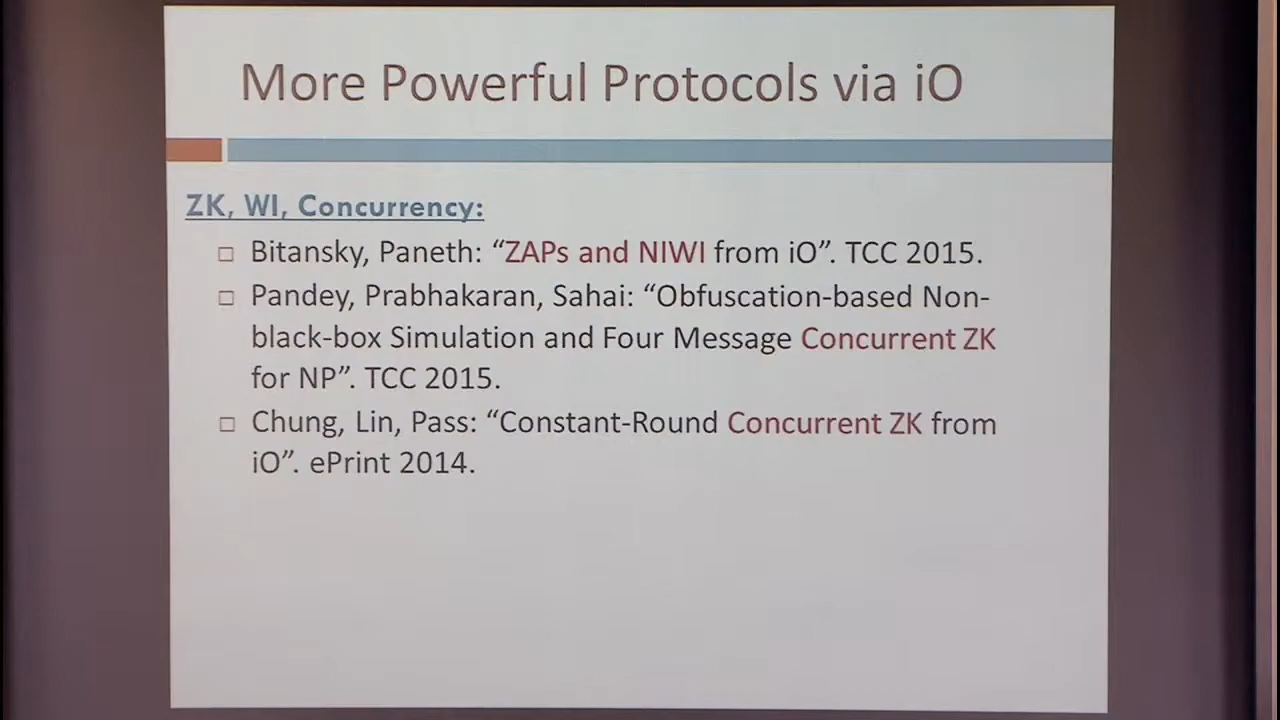 More Powerful Protocols via iO
ZK, WI, Concurrency:
Bitansky, Paneth: “ZAPs and NIWI from iO”. TCC 2015.
Pandey, Prabhakaran, Sahai: “Obfuscation-based Non-
black-box Simulation and Four Message Concurrent ZK
for NP”. TCC 2015.
Chung, Lin, Pass: “Constant-Round Concurrent ZK from
iO”. ePrint 2014.